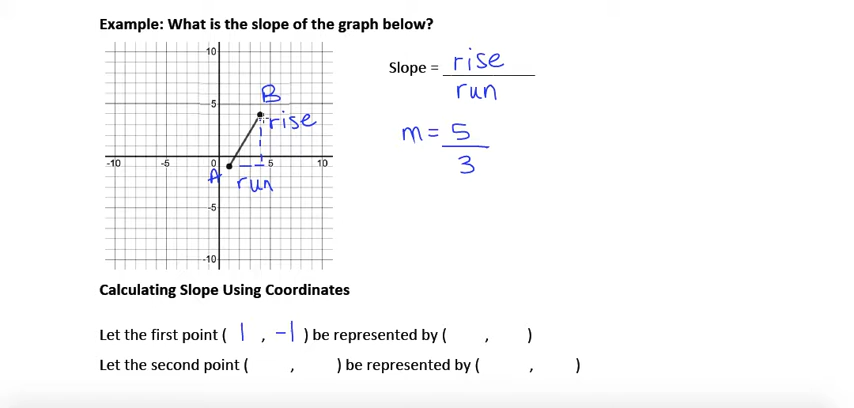 Example: What is the slope of the graph below?
10
Slope = rise
run
B
5
rise
m = 5
3
-10
-5
0
5
10
A
run
-5
-10
Calculating Slope Using Coordinates
Let the first point ( 1 , -1 ) be represented by ( , )
Let the second point ( , ) be represented by ( , )